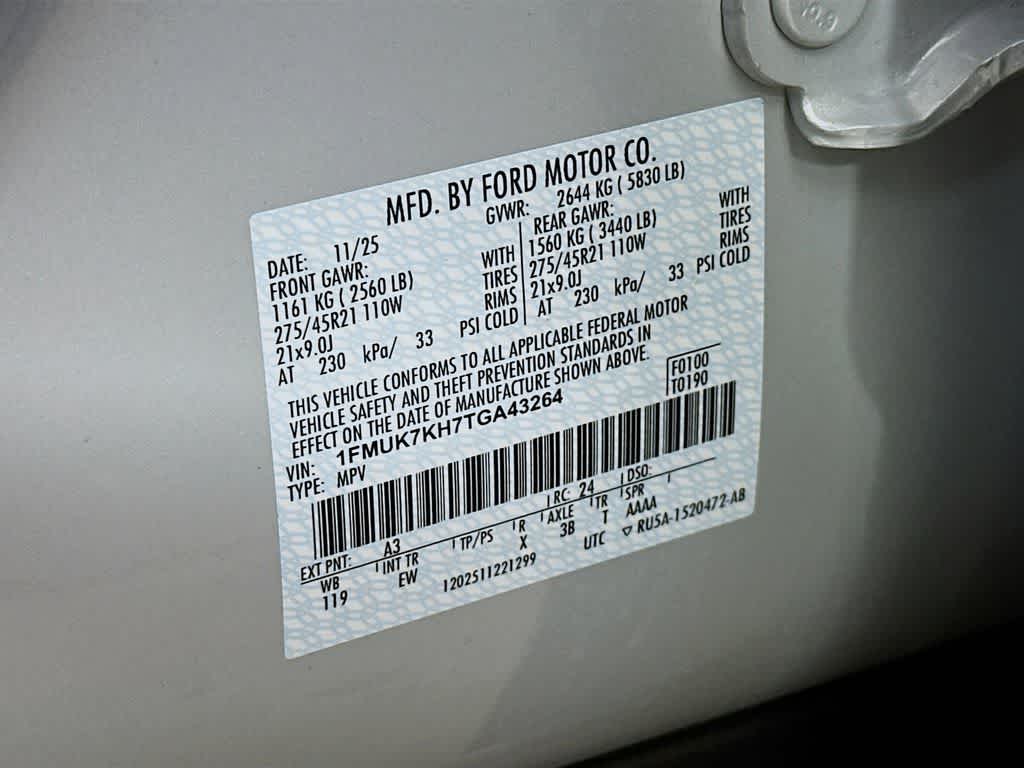 MFD. BY FORD MOTOR CO.
DATE: 11/25 GVWR: 2644 KG ( 5830 LB)
FRONT GAWR: WITH REAR GAWR: WITH
1161 KG ( 2560 LB) TIRES 1560 KG ( 3440 LB) TIRES
275/45R21 110W RIMS 275/45R21 110W RIMS
21x9.0J 21x9.0J
AT 230 kPa/ 33 PSI COLD AT 230 kPa/ 33 PSI COLD
THIS VEHICLE CONFORMS TO ALL APPLICABLE FEDERAL MOTOR
VEHICLE SAFETY AND THEFT PREVENTION STANDARDS IN
EFFECT ON THE DATE OF MANUFACTURE SHOWN ABOVE.
F0100
T0190
VIN: 1FMUK7KH7TGA43264
TYPE: MPV
EXT PNT: A3 RC: 24 DSO:
WB INT TR TP/PS R AXLE TR SPR
119 EW X 3B T AAAA
1202511221299 UTC ▽ RU5A-1520472-AB